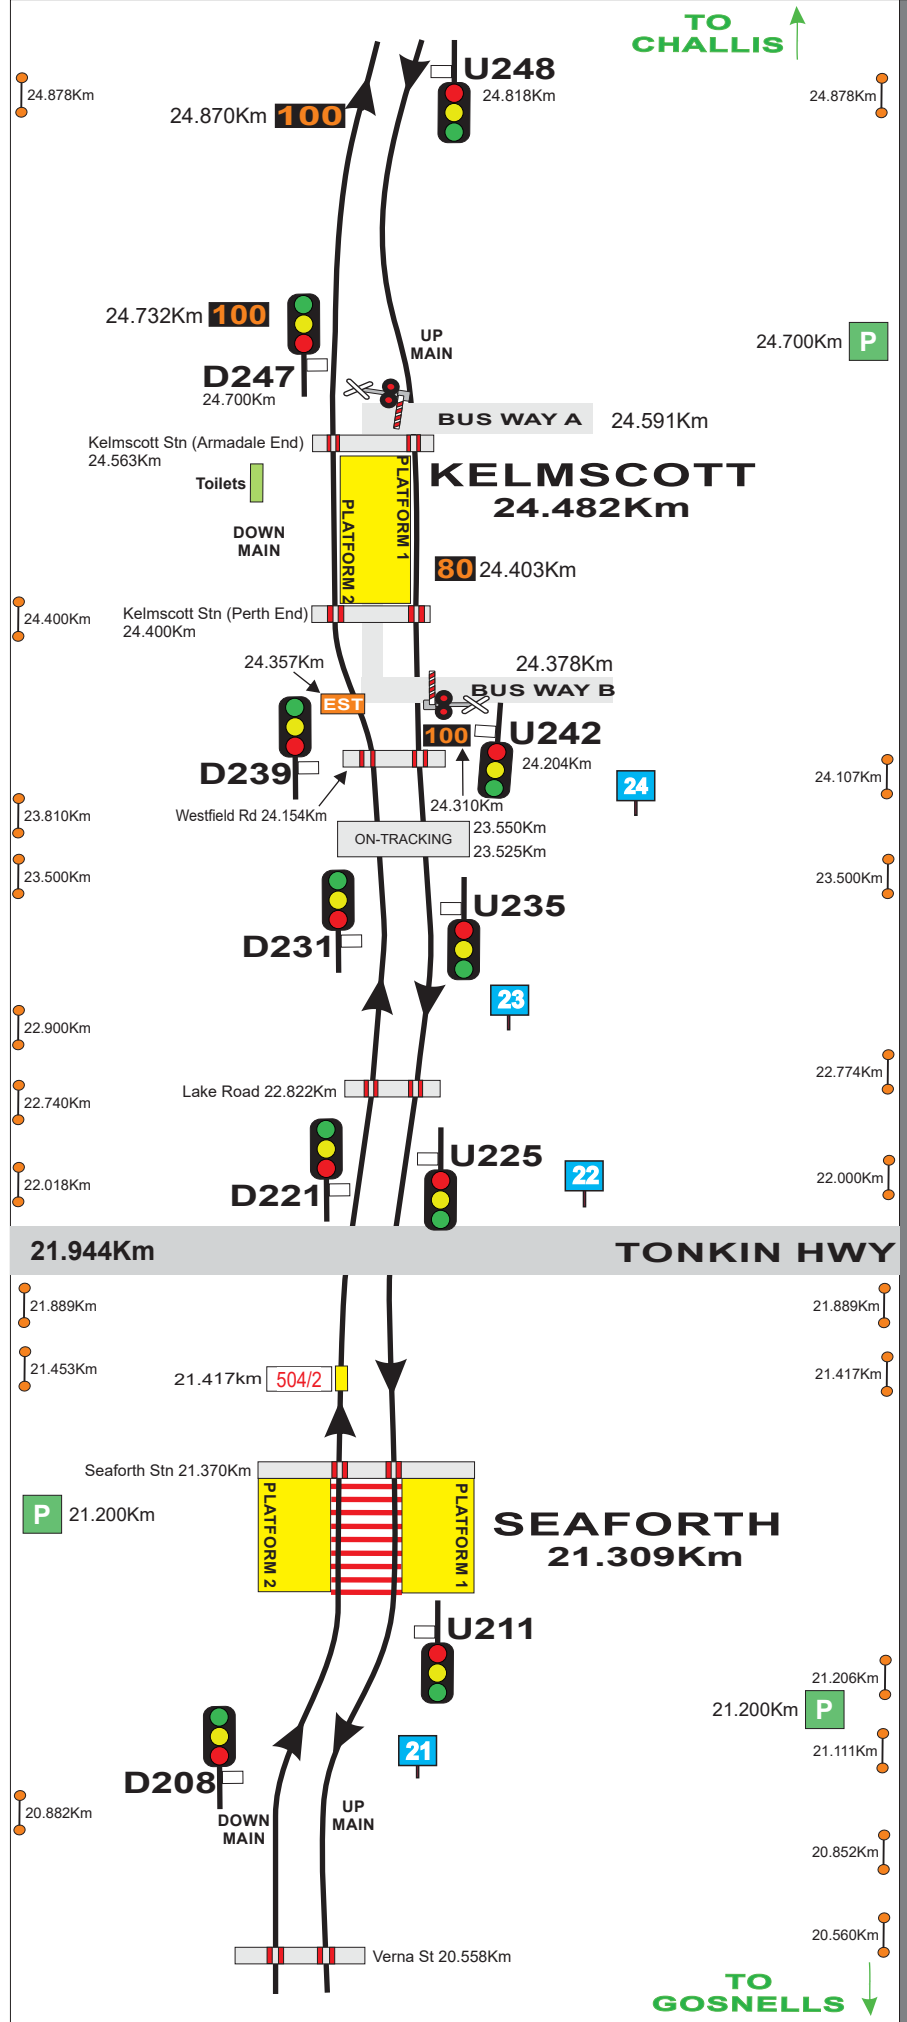 TO
CHALLIS
U248
24.818Km
24.878Km
24.878Km
24.870Km 100
24.732Km 100
D247
24.700Km
UP
MAIN
24.700Km P
BUS WAY A 24.591Km
Kelmscott Stn (Armadale End)
24.563Km
Toilets
DOWN
MAIN
PLATFORM 1
PLATFORM 2
KELMSCOTT
24.482Km
80 24.403Km
24.400Km
Kelmscott Stn (Perth End)
24.400Km
24.357Km
EST
24.378Km
BUS WAY B
100
U242
24.204Km
D239
24.310Km
Westfield Rd 24.154Km
24
24.107Km
23.810Km
ON-TRACKING
23.550Km
23.525Km
23.500Km
23.500Km
U235
D231
23
22.900Km
22.774Km
Lake Road 22.822Km
22.740Km
U225
D221
22
22.018Km
22.000Km
21.944Km
TONKIN HWY
21.889Km
21.889Km
21.453Km
21.417km 504/2
21.417Km
Seaforth Stn 21.370Km
P 21.200Km
PLATFORM 2
PLATFORM 1
SEAFORTH
21.309Km
U211
21.206Km
21.200Km P
21
21.111Km
D208
DOWN
MAIN
UP
MAIN
20.882Km
20.852Km
20.560Km
Verna St 20.558Km
TO
GOSNELLS